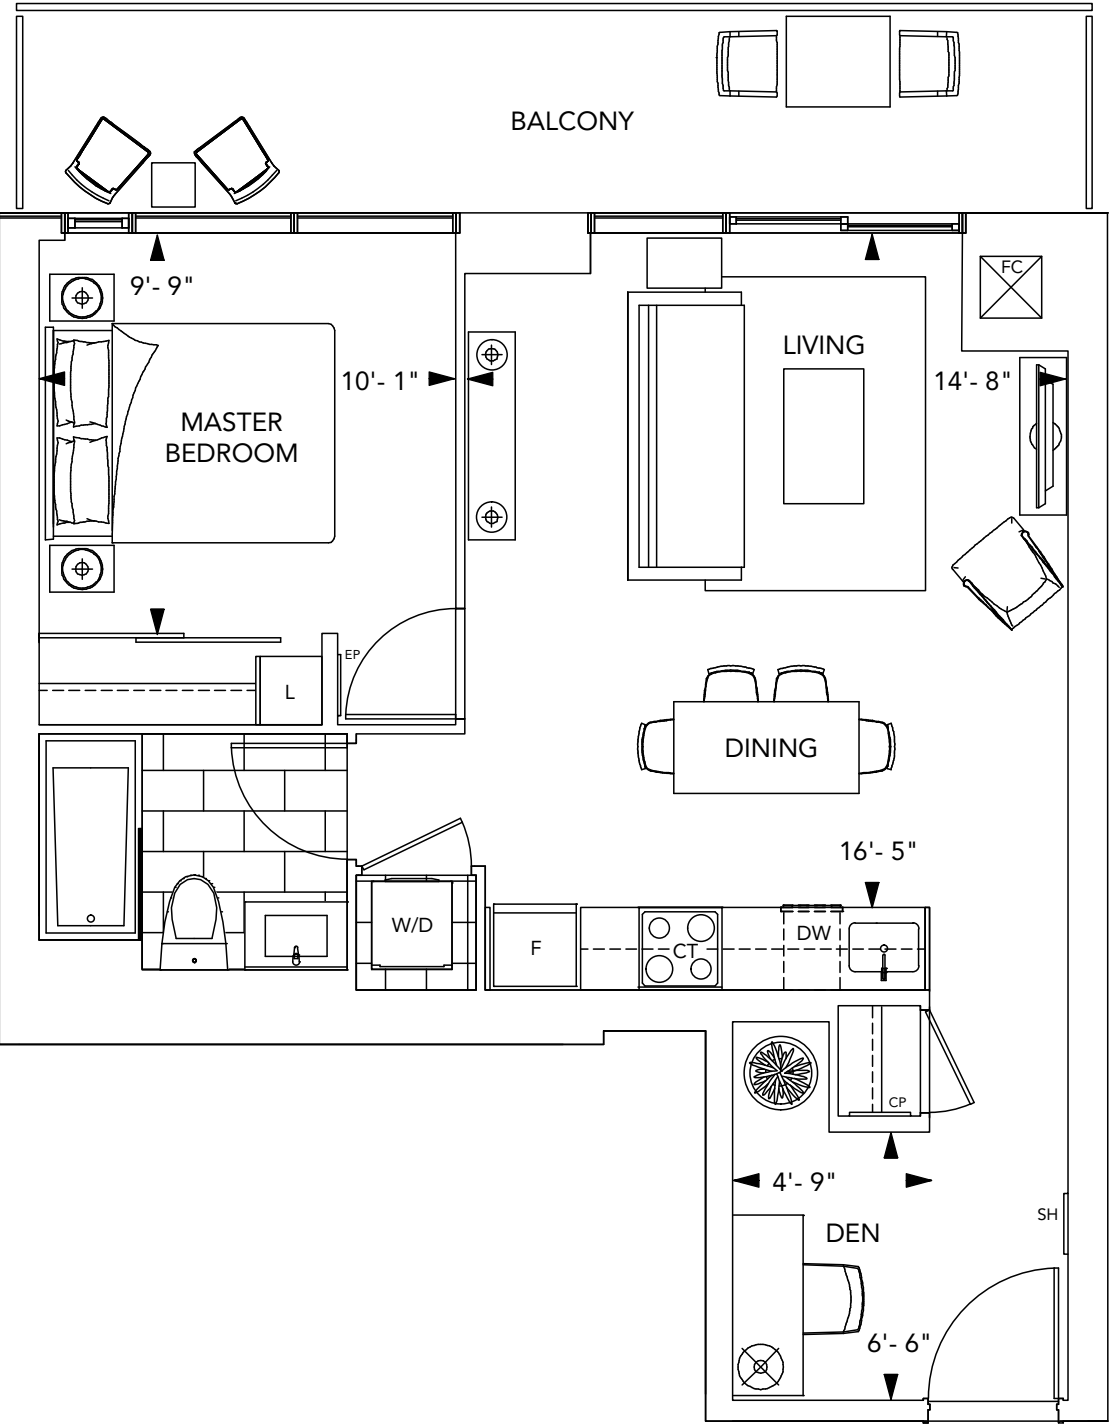 BALCONY
9'- 9"
FC
LIVING
10'- 1"
14'- 8"
MASTER
BEDROOM
EP
L
DINING
16'- 5"
W/D
F
CT
DW
CP
4'- 9"
SH
DEN
6'- 6"